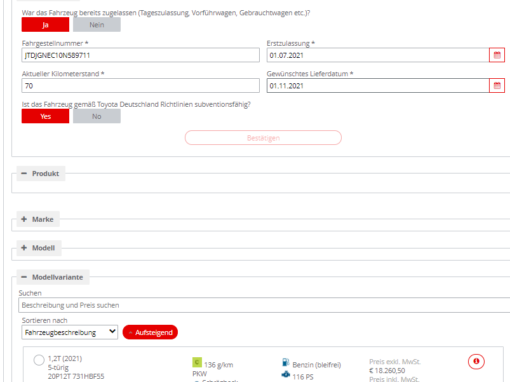 War das Fahrzeug bereits zugelassen (Tageszulassung, Vorführwagen, Gebrauchtwagen etc.)?
Ja Nein
Fahrgestellnummer * Erstzulassung *
JTDJGNEC10N589711 01.07.2021
Aktueller Kilometerstand * Gewünschtes Lieferdatum *
70 01.11.2021
Ist das Fahrzeug gemäß Toyota Deutschland Richtlinien subventionsfähig?
Yes No
Bestätigen
Produkt
Marke
Modell
Modellvariante
Suchen
Beschreibung und Preis suchen
Sortieren nach
Fahrzeugbeschreibung ~ Aufsteigend
1,2T (2021) 136 g/km Benzin (bleifrei) Preis exkl. MwSt.
5-türig PKW 116 PS € 18.260,50
20P12T 731HBF55 Preis inkl. MwSt.